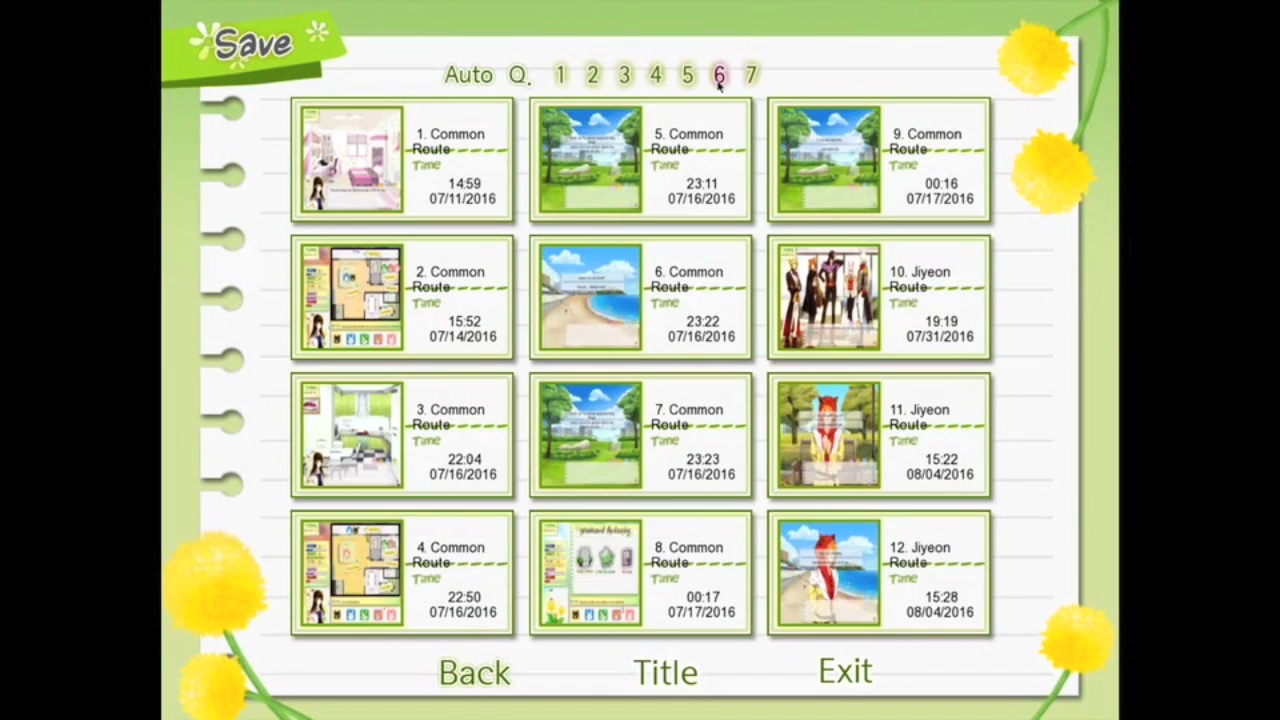 Save
Auto Q. 1 2 3 4 5 6 7
1. Common
Route
Time
14:59
07/11/2016
5. Common
Route
Time
23:11
07/16/2016
9. Common
Route
Time
00:16
07/17/2016
2. Common
Route
Time
15:52
07/14/2016
6. Common
Route
Time
23:22
07/16/2016
10. Jiyeon
Route
Time
19:19
07/31/2016
3. Common
Route
Time
22:04
07/16/2016
7. Common
Route
Time
23:23
07/16/2016
11. Jiyeon
Route
Time
15:22
08/04/2016
4. Common
Route
Time
22:50
07/16/2016
Weekend Activity
8. Common
Route
Time
00:17
07/17/2016
12. Jiyeon
Route
Time
15:28
08/04/2016
Back Title Exit